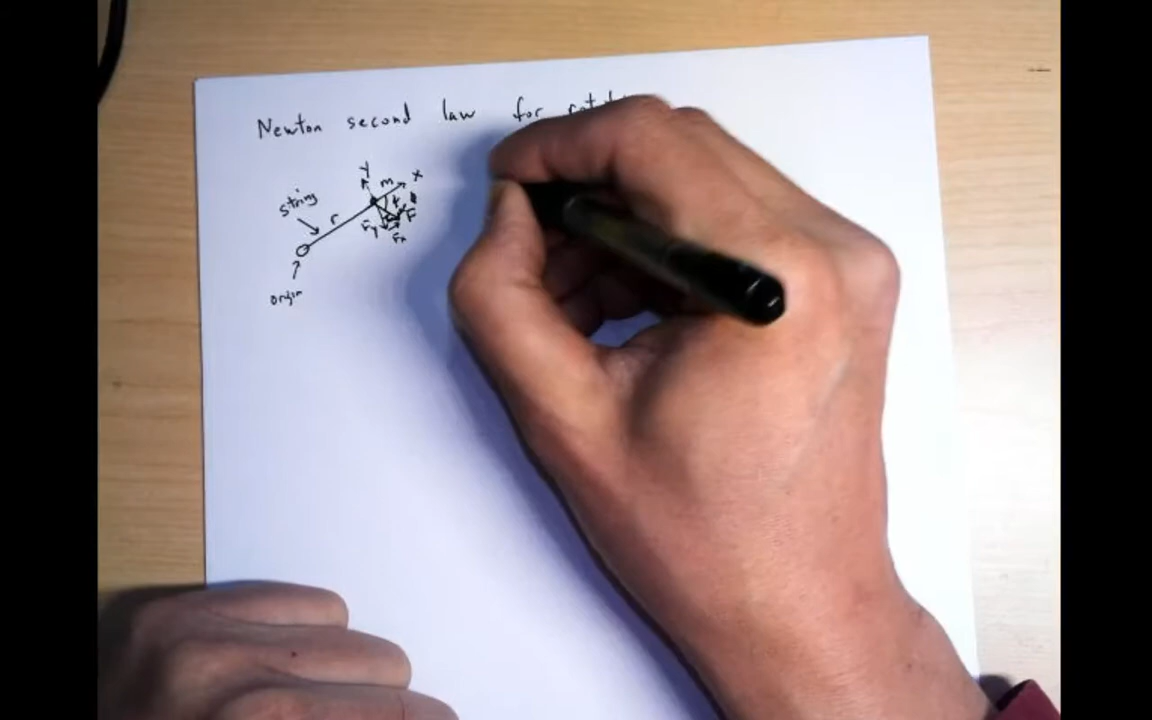 Newton second law for
y
m
x
string
r
F
Fy
Fx
origin